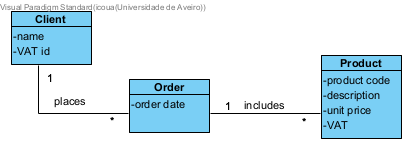 Visual Paradigm Standard(icoua(Universidade de Aveiro))
Client
-name
-VAT id
1
places
*
Order
-order date
1
includes
*
Product
-product code
-description
-unit price
-VAT